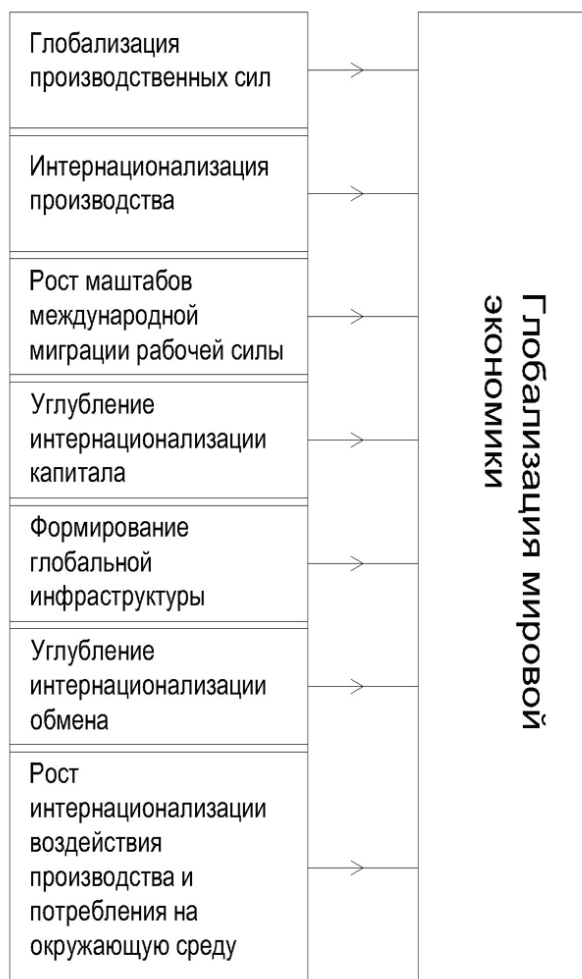 Глобализация
производственных сил
Интернационализация
производства
Рост маштабов
международной
миграции рабочей силы
Углубление
интернационализации
капитала
Формирование
глобальной
инфраструктуры
Углубление
интернационализации
обмена
Рост
интернационализации
воздействия
производства и
потребления на
окружающую среду
Глобализация мировой
экономики